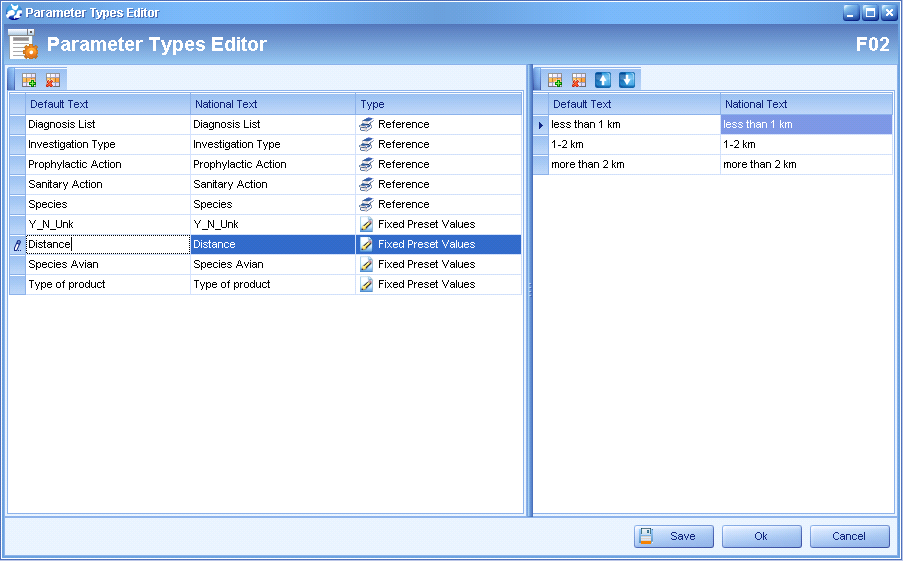 Parameter Types Editor
Parameter Types Editor F02
Default Text National Text Type
Diagnosis List Diagnosis List Reference
Investigation Type Investigation Type Reference
Prophylactic Action Prophylactic Action Reference
Sanitary Action Sanitary Action Reference
Species Species Reference
Y_N_Unk Y_N_Unk Fixed Preset Values
Distance Distance Fixed Preset Values
Species Avian Species Avian Fixed Preset Values
Type of product Type of product Fixed Preset Values
Default Text National Text
less than 1 km less than 1 km
1-2 km 1-2 km
more than 2 km more than 2 km
Save Ok Cancel